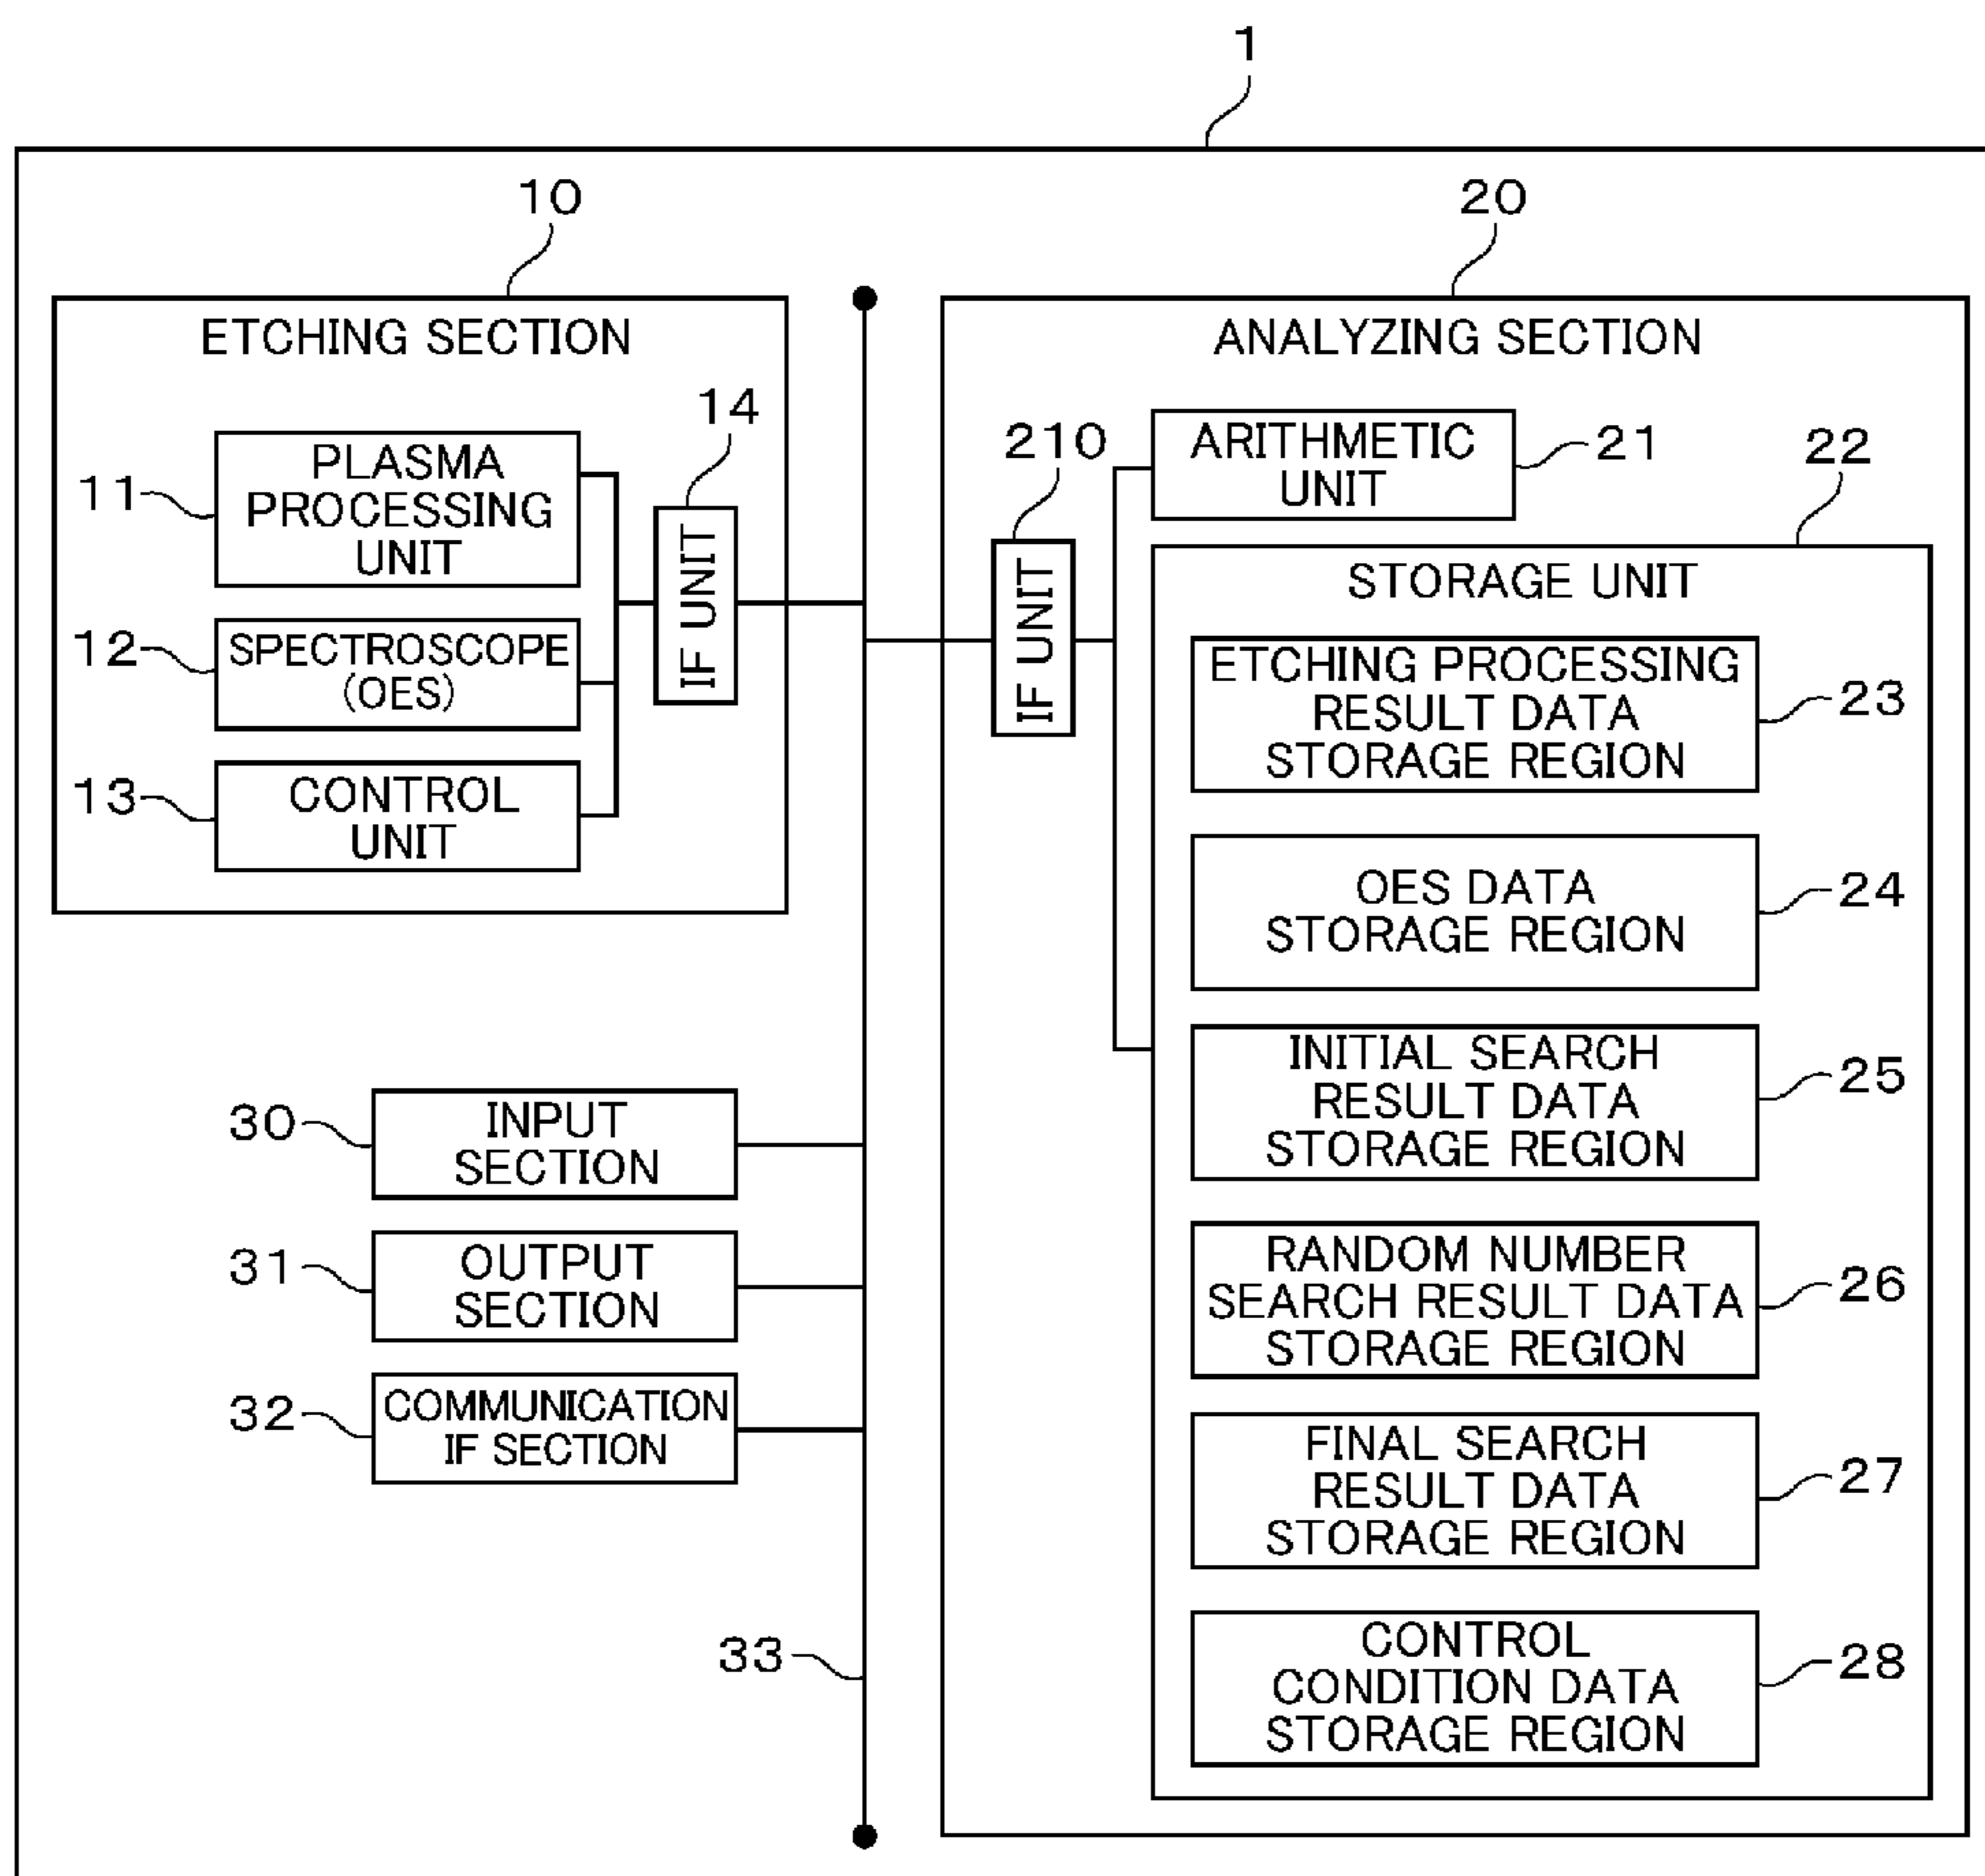 1
10
20
ETCHING SECTION
14
11
PLASMA
PROCESSING
UNIT
12
SPECTROSCOPE
(OES)
13
CONTROL
UNIT
IF UNIT
ANALYZING SECTION
210
IF UNIT
ARITHMETIC
UNIT
21
22
STORAGE UNIT
ETCHING PROCESSING
RESULT DATA
STORAGE REGION
23
OES DATA
STORAGE REGION
24
INITIAL SEARCH
RESULT DATA
STORAGE REGION
25
RANDOM NUMBER
SEARCH RESULT DATA
STORAGE REGION
26
FINAL SEARCH
RESULT DATA
STORAGE REGION
27
CONTROL
CONDITION DATA
STORAGE REGION
28
30
INPUT
SECTION
31
OUTPUT
SECTION
32
COMMUNICATION
IF SECTION
33